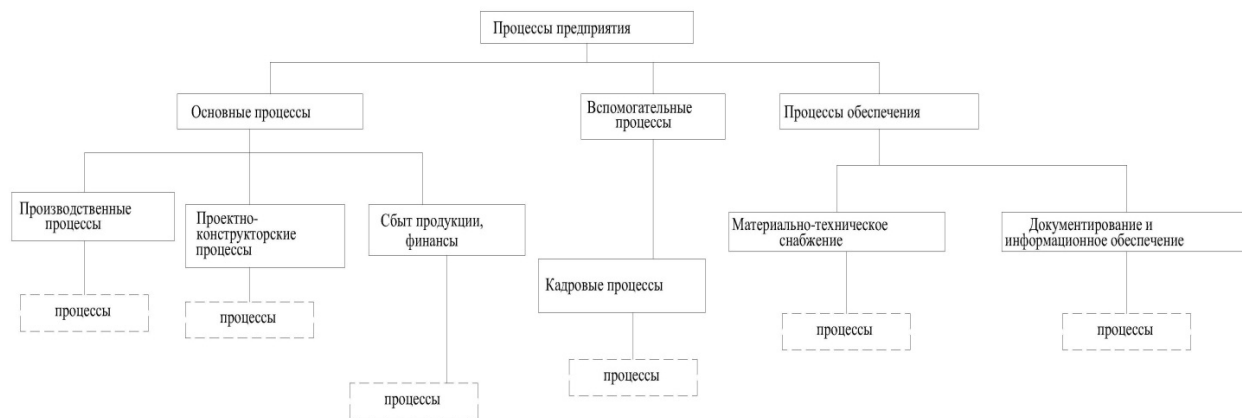 Процессы предприятия
Основные процессы
Вспомогательные
процессы
Процессы обеспечения
Производственные
процессы
Проектно-
конструкторские
процессы
Сбыт продукции,
финансы
Кадровые процессы
Материально-техническое
снабжение
Документирование и
информационное обеспечение
процессы
процессы
процессы
процессы
процессы
процессы